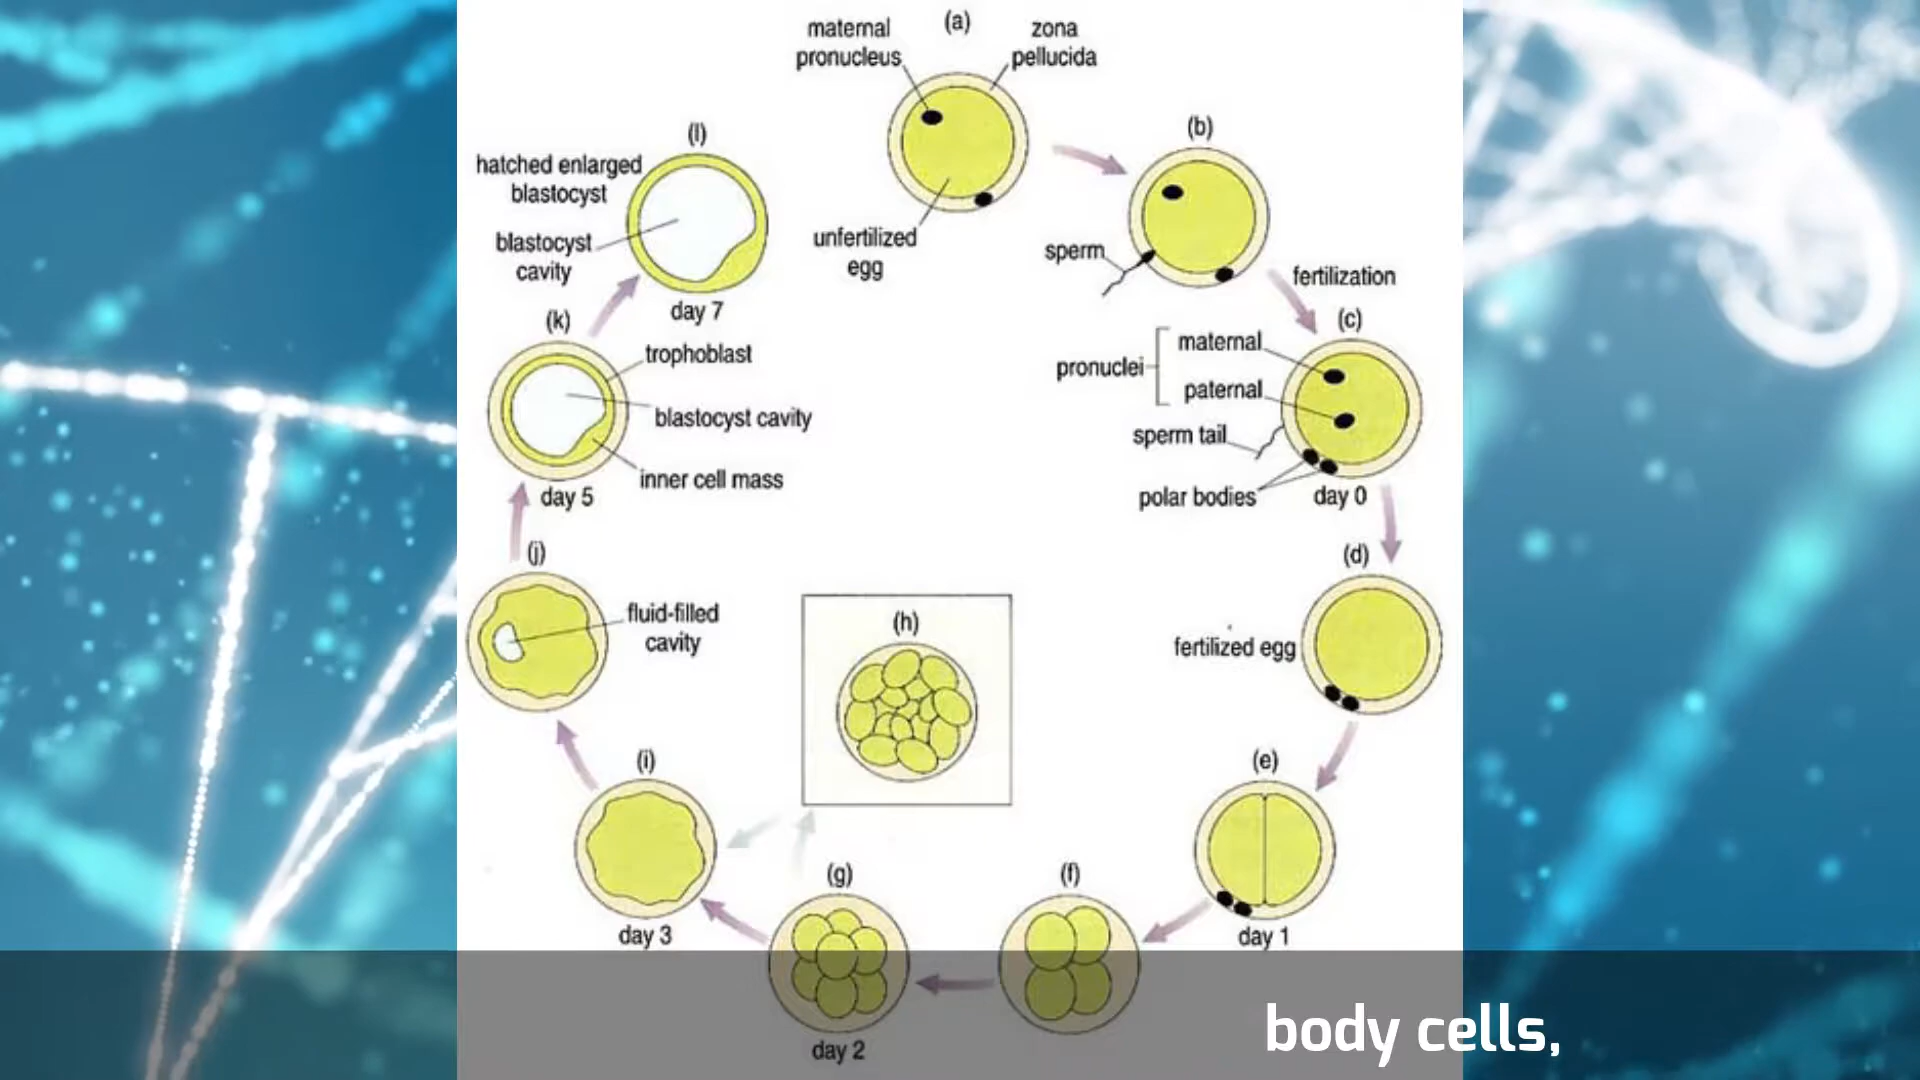 (a)
maternal
pronucleus
zona
pellucida
unfertilized
egg
(b)
sperm
fertilization
(c)
pronuclei
maternal
paternal
sperm tail
polar bodies
day 0
(d)
fertilized egg
(e)
day 1
(f)
(g)
day 2
(h)
(i)
day 3
(j)
fluid-filled
cavity
(k)
trophoblast
blastocyst cavity
inner cell mass
day 5
(l)
hatched enlarged
blastocyst
blastocyst
cavity
day 7
body cells,